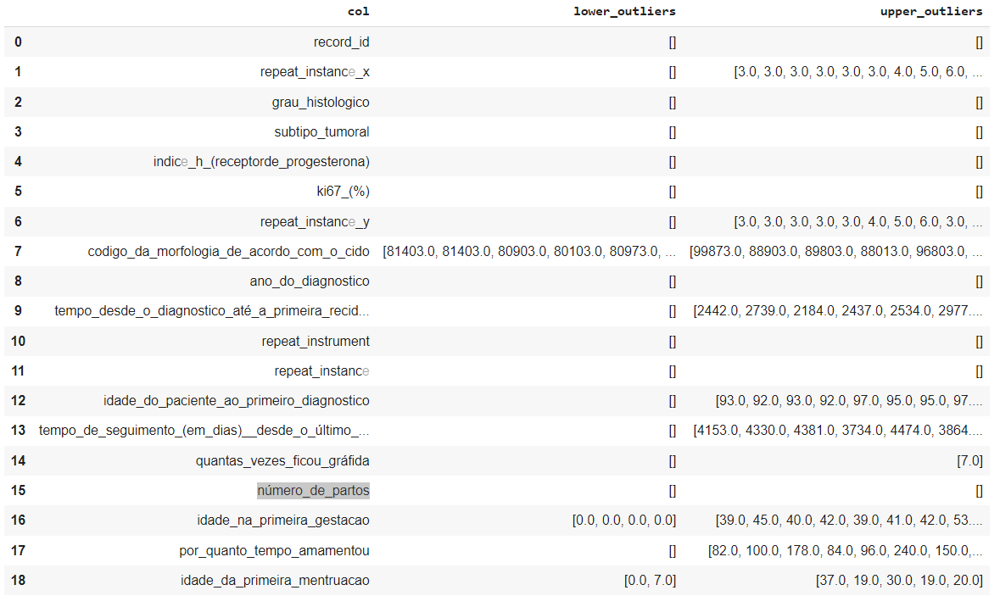 col lower_outliers upper_outliers
0 record_id [] []
1 repeat_instance_x [] [3.0, 3.0, 3.0, 3.0, 3.0, 3.0, 4.0, 5.0, 6.0, ...
2 grau_histologico [] []
3 subtipo_tumoral [] []
4 indice_h_(receptorde_progesterona) [] []
5 ki67_(%) [] []
6 repeat_instance_y [] [3.0, 3.0, 3.0, 3.0, 3.0, 4.0, 5.0, 6.0, 3.0, ...
7 codigo_da_morfologia_de_acordo_com_o_cido [81403.0, 81403.0, 80903.0, 80103.0, 80973.0, ... [99873.0, 88903.0, 89803.0, 88013.0, 96803.0, ...
8 ano_do_diagnostico [] []
9 tempo_desde_o_diagnostico_até_a_primeira_recid... [] [2442.0, 2739.0, 2184.0, 2437.0, 2534.0, 2977....
10 repeat_instrument [] []
11 repeat_instance [] []
12 idade_do_paciente_ao_primeiro_diagnostico [] [93.0, 92.0, 93.0, 92.0, 97.0, 95.0, 95.0, 97....
13 tempo_de_seguimento_(em_dias)__desde_o_último_... [] [4153.0, 4330.0, 4381.0, 3734.0, 4474.0, 3864....
14 quantas_vezes_ficou_gráfida [] [7.0]
15 número_de_partos [] []
16 idade_na_primeira_gestacao [0.0, 0.0, 0.0, 0.0] [39.0, 45.0, 40.0, 42.0, 39.0, 41.0, 42.0, 53....
17 por_quanto_tempo_amamentou [] [82.0, 100.0, 178.0, 84.0, 96.0, 240.0, 150.0,...
18 idade_da_primeira_mentruacao [0.0, 7.0] [37.0, 19.0, 30.0, 19.0, 20.0]